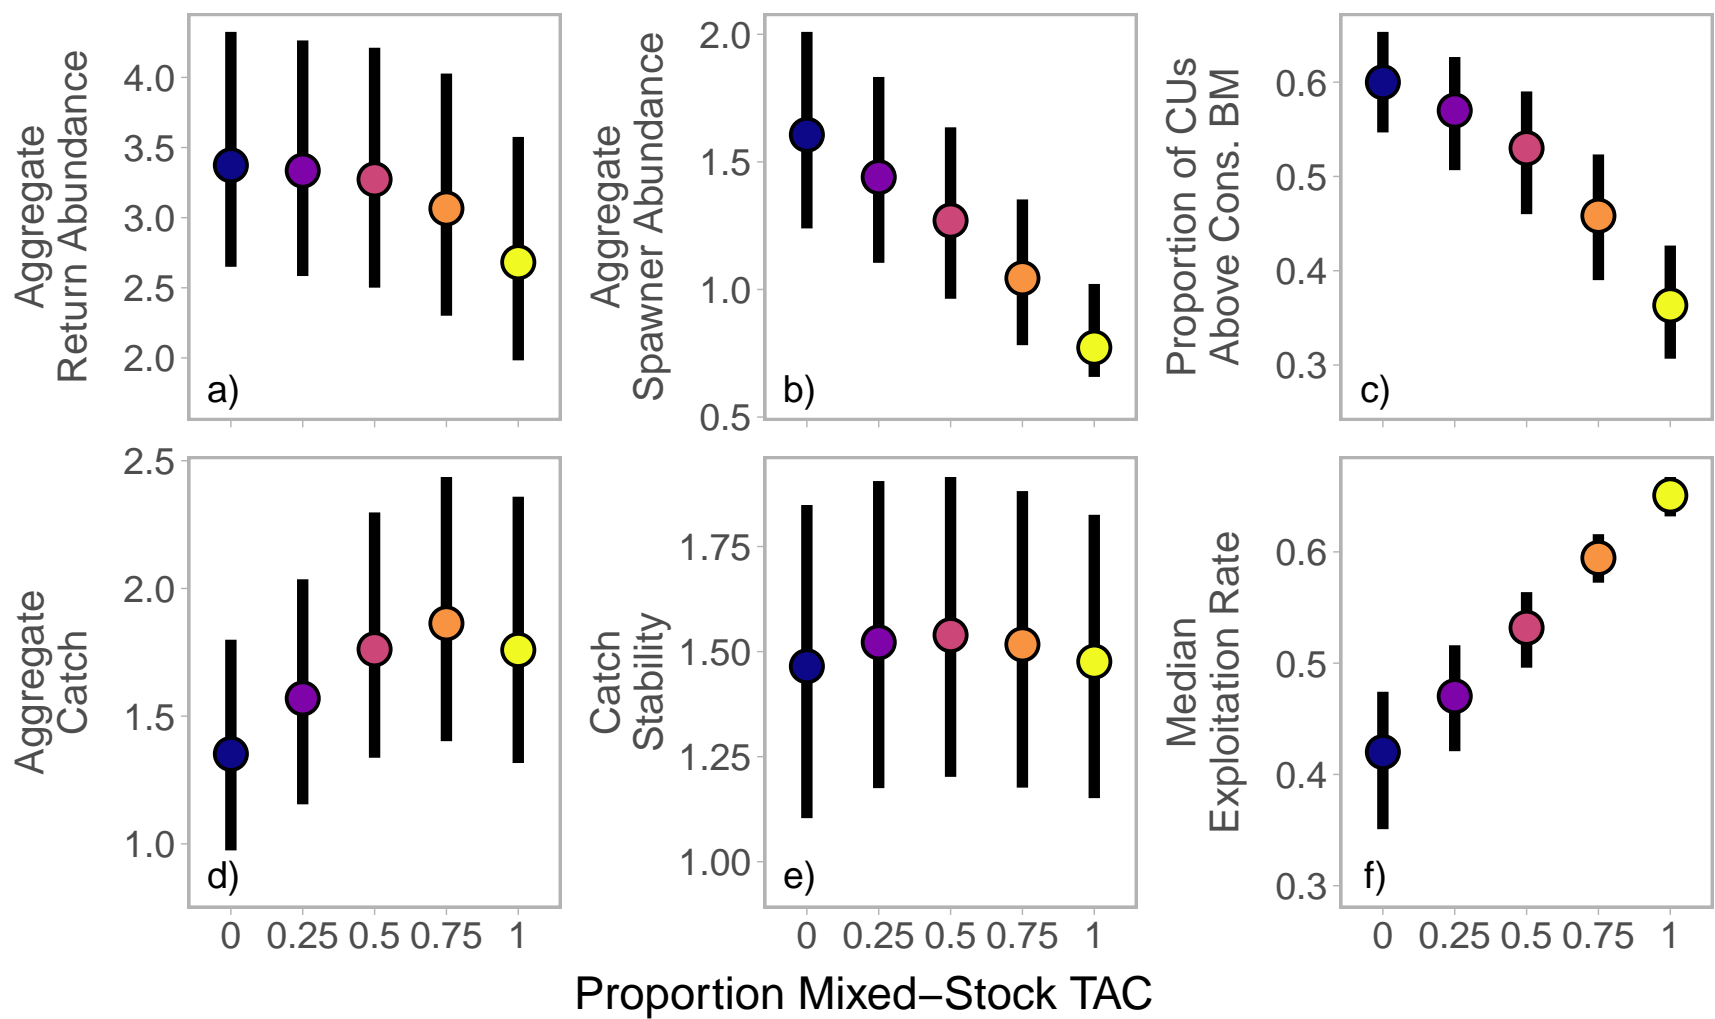 Aggregate
Return Abundance
4.0
3.5
3.0
2.5
2.0
a)
Aggregate
Spawner Abundance
2.0
1.5
1.0
0.5
b)
Proportion of CUs
Above Cons. BM
0.6
0.5
0.4
0.3
c)
Aggregate
Catch
2.5
2.0
1.5
1.0
d)
0 0.25 0.5 0.75 1
Catch
Stability
1.75
1.50
1.25
1.00
e)
0 0.25 0.5 0.75 1
Median
Exploitation Rate
0.6
0.5
0.4
0.3
f)
0 0.25 0.5 0.75 1
Proportion Mixed−Stock TAC